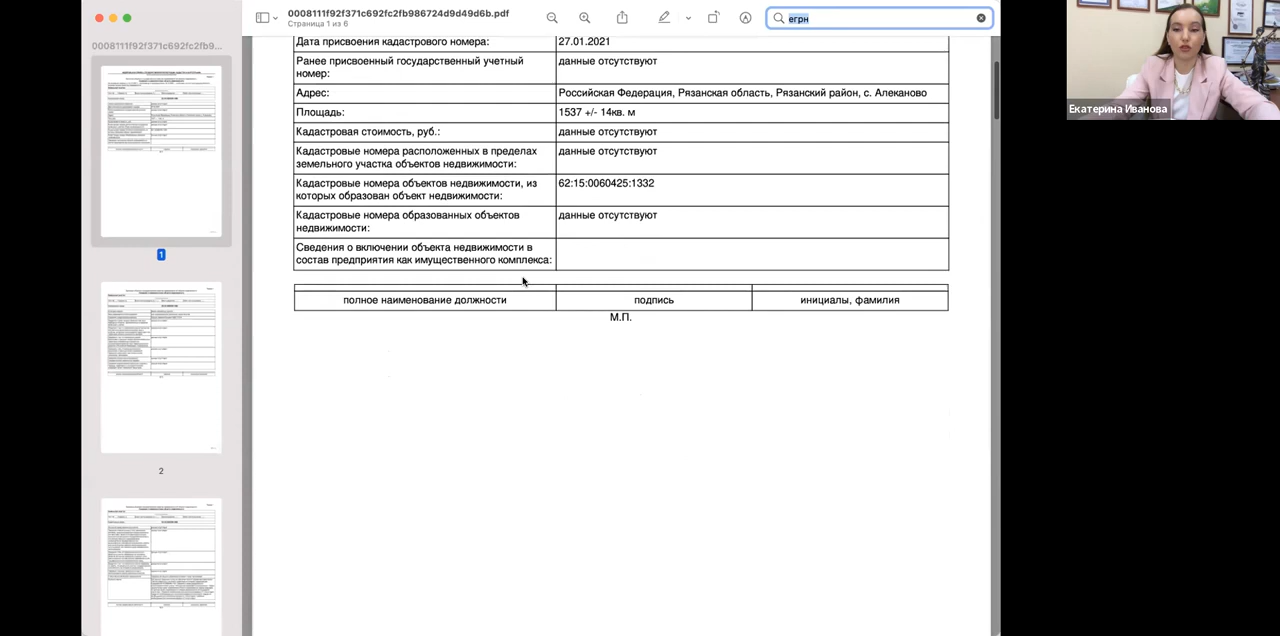 0008111f92f371c692fc2fb986724d9d49d6b.pdf
Страница 1 из 6
егрн
0008111f92f371c692fc2fb9...
1
2
Дата присвоения кадастрового номера: 27.01.2021
Ранее присвоенный государственный учетный данные отсутствуют
номер:
Адрес: Российская Федерация, Рязанская область, Рязанский район, с. Алеканово
Площадь: 1537 +/- 14кв. м
Кадастровая стоимость, руб.: данные отсутствуют
Кадастровые номера расположенных в пределах данные отсутствуют
земельного участка объектов недвижимости:
Кадастровые номера объектов недвижимости, из 62:15:0060425:1332
которых образован объект недвижимости:
Кадастровые номера образованных объектов данные отсутствуют
недвижимости:
Сведения о включении объекта недвижимости в
состав предприятия как имущественного комплекса:
полное наименование должности подпись инициалы, фамилия
М.П.
Екатерина Иванова